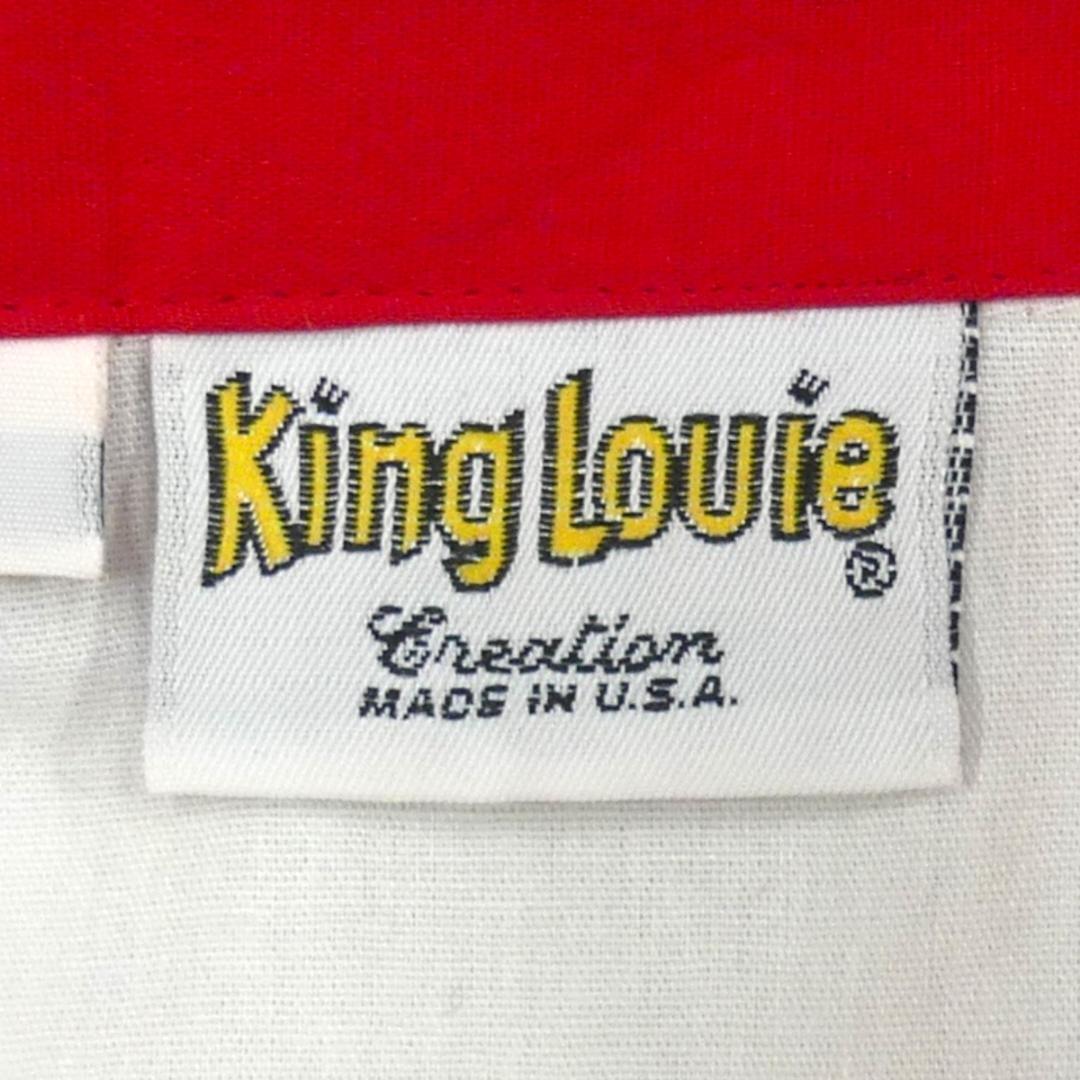 King Louie
®
Creation
MADE IN U.S.A.